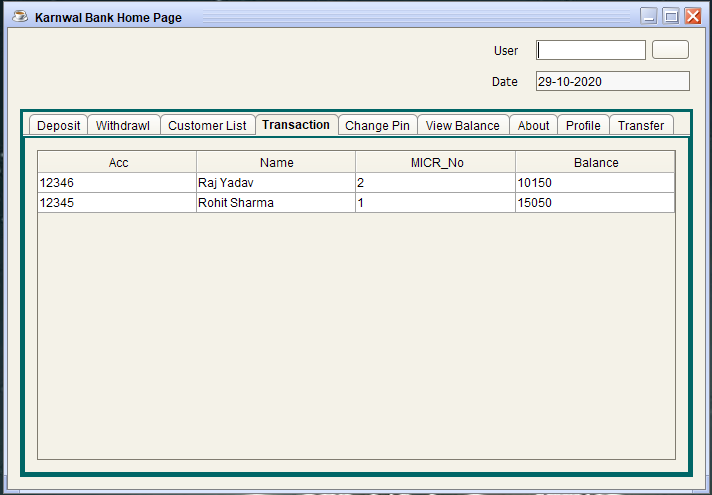 Karnwal Bank Home Page
User
Date 29-10-2020
Deposit Withdrawl Customer List Transaction Change Pin View Balance About Profile Transfer
Acc Name MICR_No Balance
12346 Raj Yadav 2 10150
12345 Rohit Sharma 1 15050